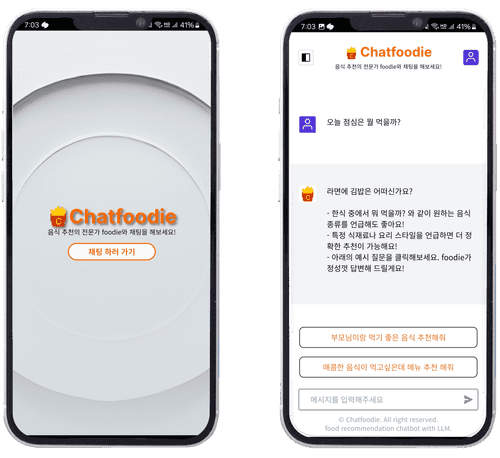 7:03 41%
Chatfoodie
음식 추천의 전문가 foodie와 채팅을 해보세요!
채팅 하러 가기
7:03 41%
Chatfoodie
음식 추천의 전문가 foodie와 채팅을 해보세요!
오늘 점심은 뭘 먹을까?
라면에 김밥은 어떠신가요?
- 한식 중에서 뭐 먹을까? 와 같이 원하는 음식
종류를 언급해도 좋아요!
- 특정 식재료나 요리 스타일을 언급하면 더 정
확한 추천이 가능해요!
- 아래의 예시 질문을 클릭해보세요. foodie가
정성껏 답변해 드릴게요!
부모님이랑 먹기 좋은 음식 추천해줘
매콤한 음식이 먹고싶은데 메뉴 추천 해줘
메시지를 입력해주세요
© Chatfoodie. All right reserved.
food recommendation chatbot with LLM.